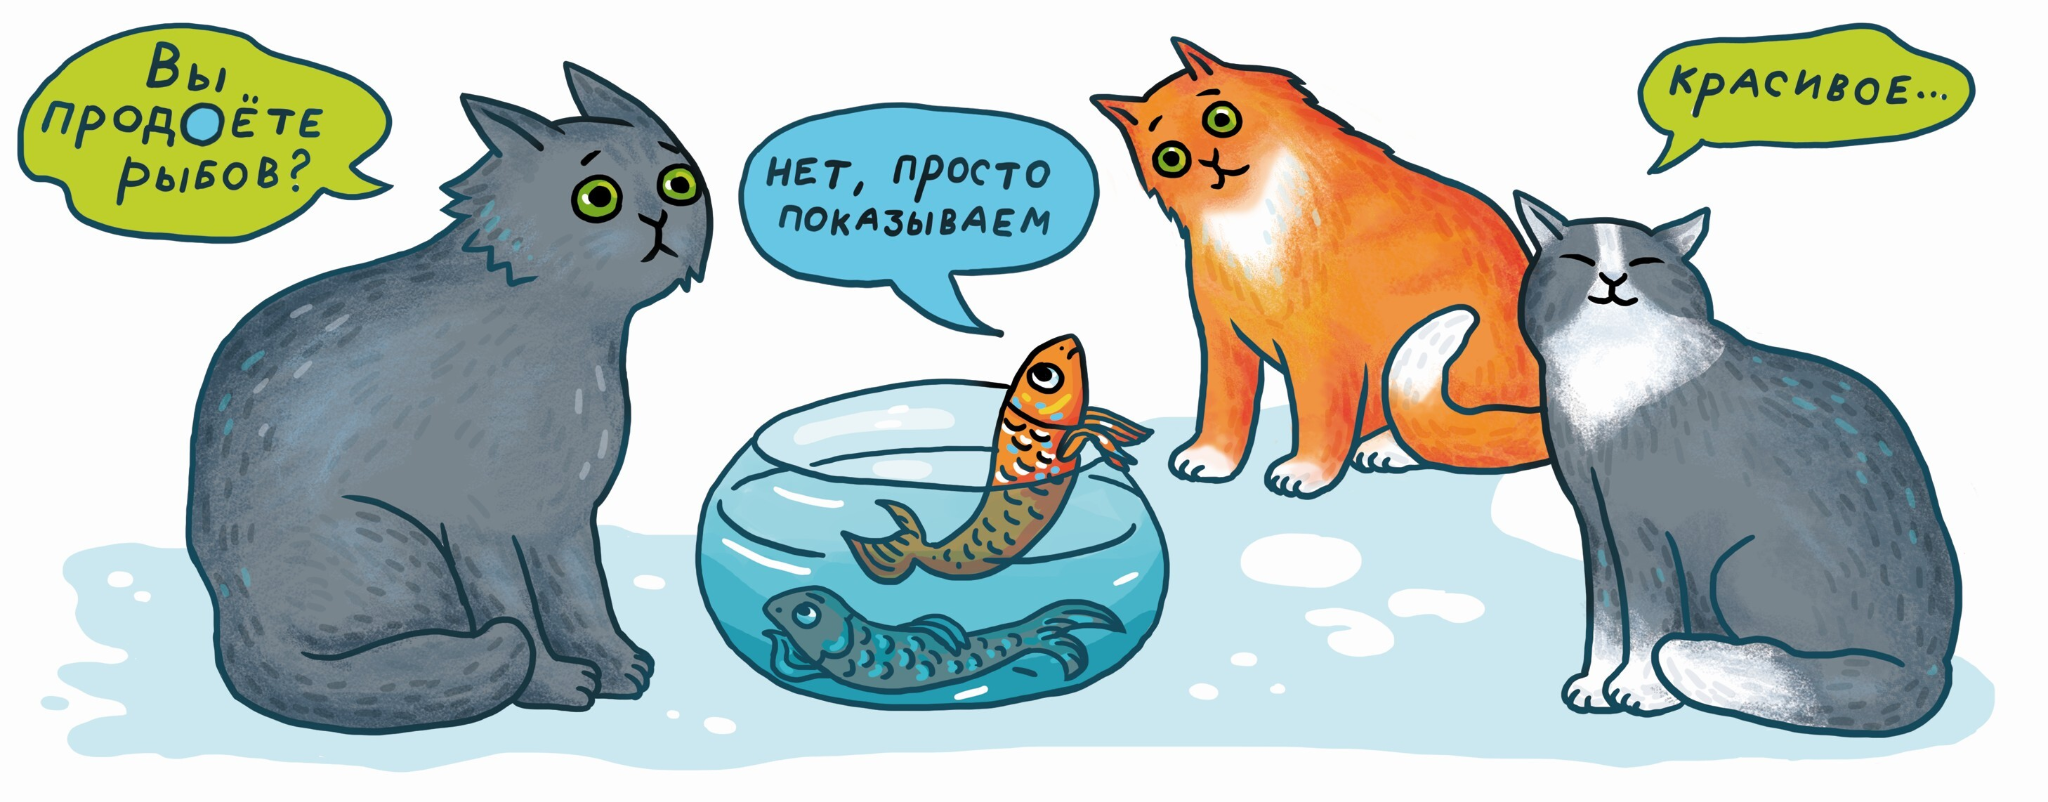 Вы
продоёте
рыбов?
нет, просто
показываем
красивое...